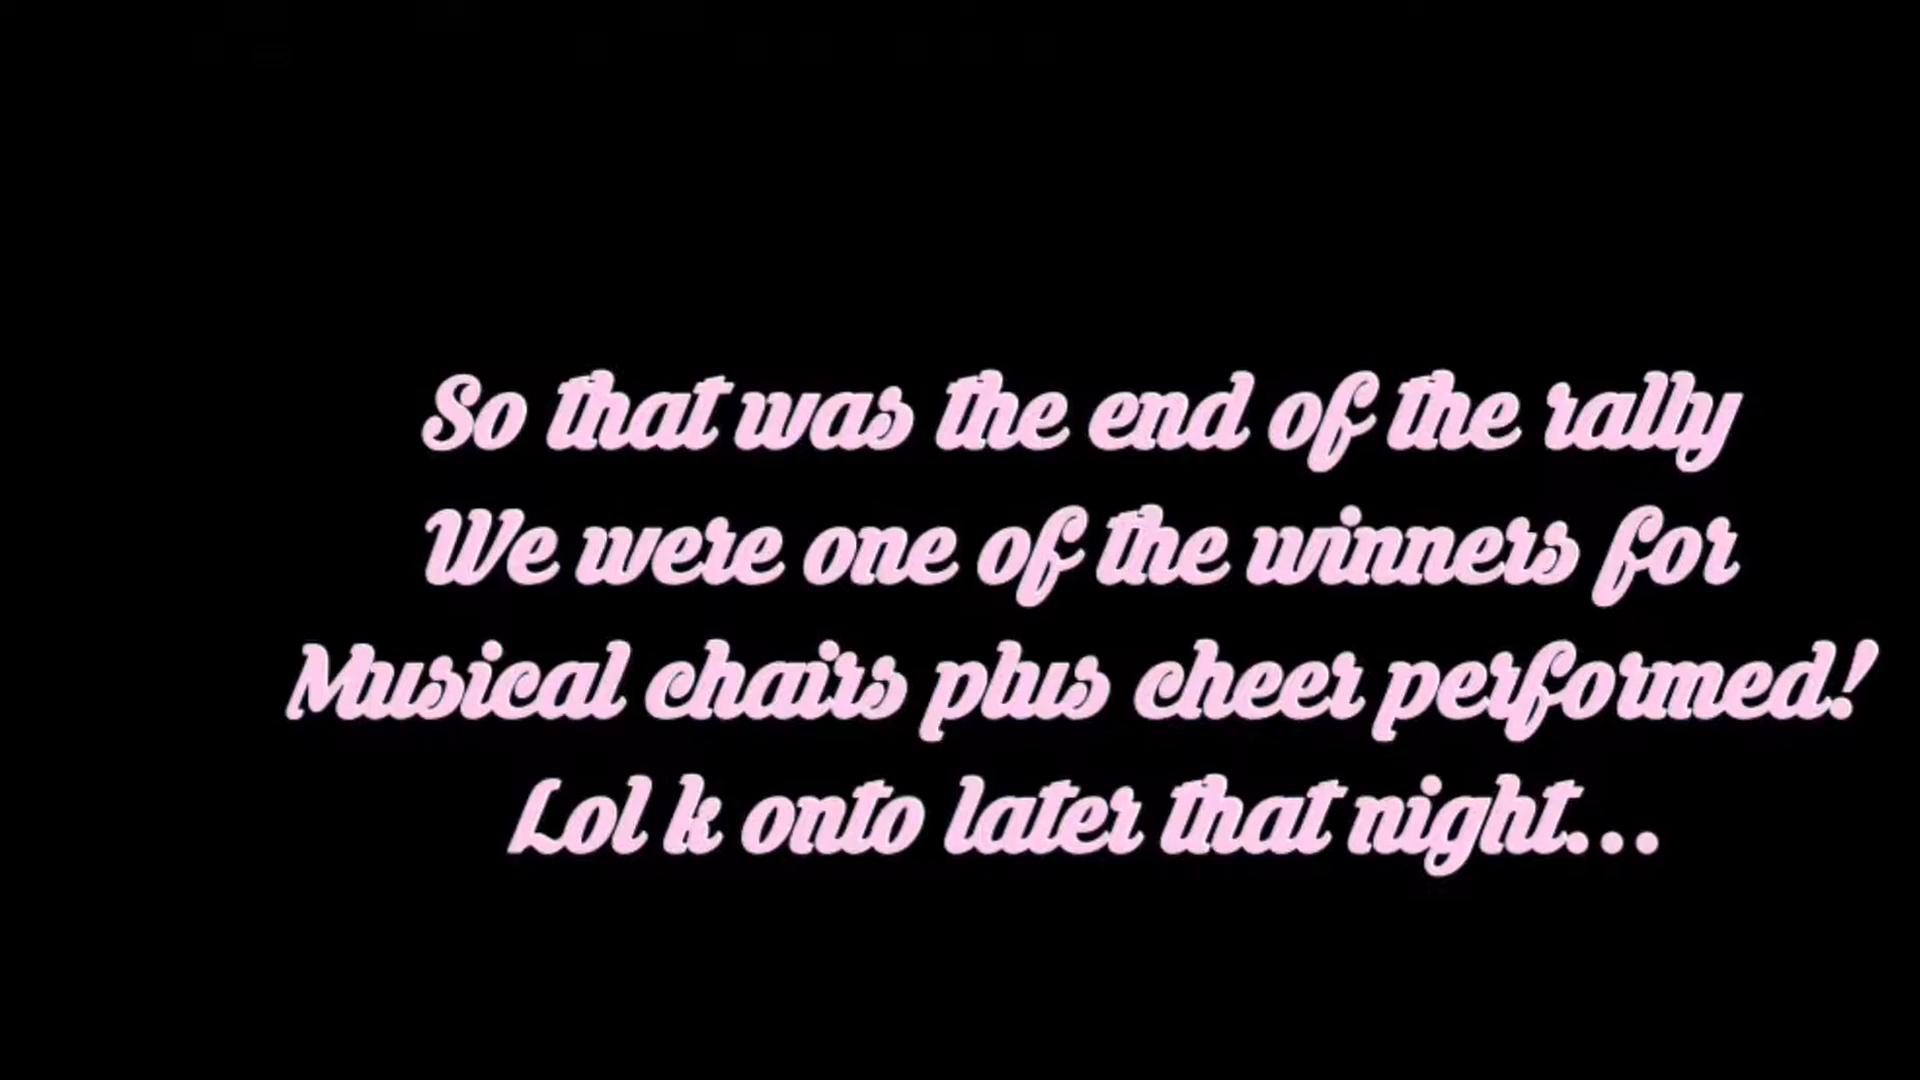 So that was the end of the rally
We were one of the winners for
Musical chairs plus cheer performed!
Lol k onto later that night...